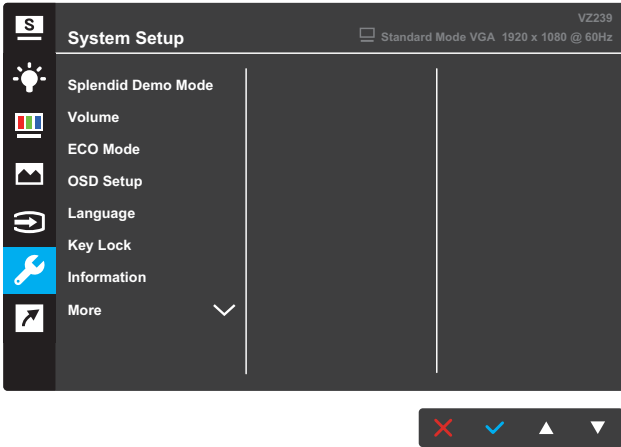 S
VZ239
System Setup
Standard Mode VGA 1920 x 1080 @ 60Hz
Splendid Demo Mode
Volume
ECO Mode
OSD Setup
Language
Key Lock
Information
More